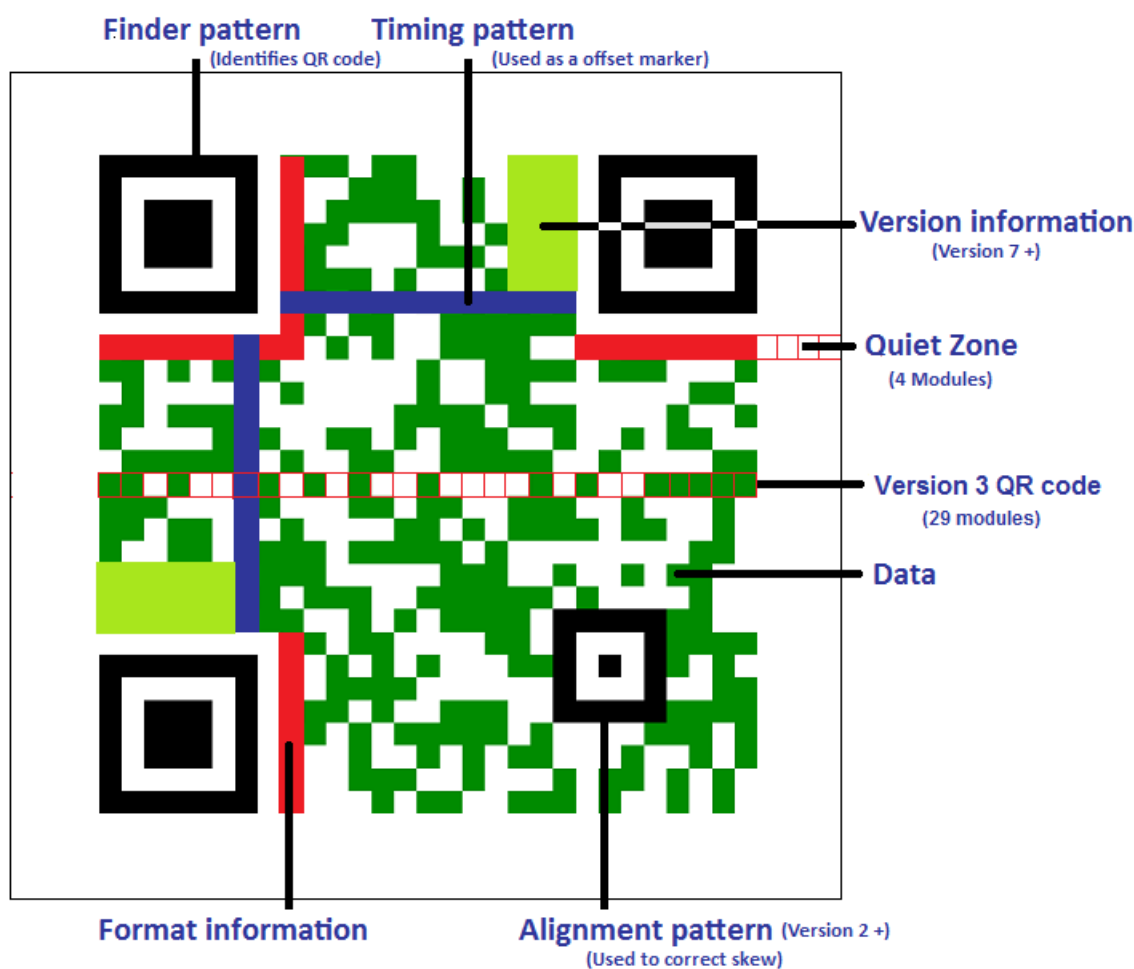 Finder pattern
(Identifies QR code)
Timing pattern
(Used as a offset marker)
Version information
(Version 7 +)
Quiet Zone
(4 Modules)
Version 3 QR code
(29 modules)
Data
Format information
Alignment pattern (Version 2 +)
(Used to correct skew)